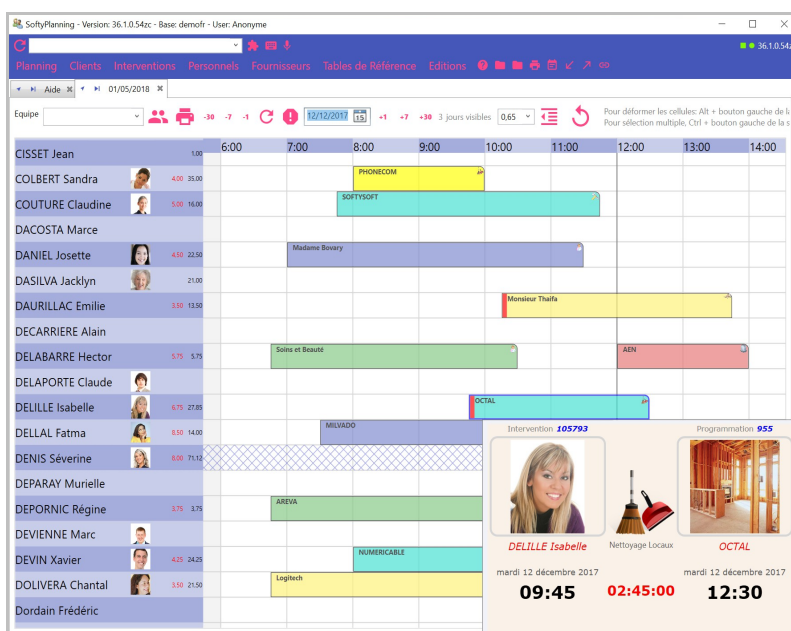 SoftyPlanning - Version: 36.1.0.54zc - Base: demofr - User: Anonyme
36.1.0.54z
Planning Clients Interventions Personnels Fournisseurs Tables de Référence Editions
Aide 01/05/2018
Equipe -30 -7 -1 12/12/2017 15 +1 +7 +30 3 jours visibles 0,65
Pour déformer les cellules: Alt + bouton gauche de l
Pour sélection multiple, Ctrl + bouton gauche de la s
6:00 7:00 8:00 9:00 10:00 11:00 12:00 13:00 14:00
CISSET Jean 1.00
COLBERT Sandra 4.00 35.00 PHONECOM
COUTURE Claudine 5.00 16.00 SOFTYSOFT
DACOSTA Marce
DANIEL Josette 4.50 22.50 Madame Bovary
DASILVA Jacklyn 21.00
DAURILLAC Emilie 3.50 13.50 Monsieur Thaifa
DECARRIERE Alain
DELABARRE Hector 5.75 5.75 Soins et Beauté AEN
DELAPORTE Claude
DELILLE Isabelle 6.75 27.85 OCTAL
DELLAL Fatma 8.50 14.00 MILVADO
DENIS Séverine 8.00 71.12
DEPARAY Murielle
DEPORNIC Régine 3.75 3.75 AREVA
DEVIENNE Marc
DEVIN Xavier 4.25 24.25 NUMERICABLE
DOLIVERA Chantal 3.50 21.50 Logitech
Dordain Frédéric
Intervention 105793 Programmation 955
DELILLE Isabelle Nettoyage Locaux OCTAL
mardi 12 décembre 2017 mardi 12 décembre 2017
09:45 02:45:00 12:30